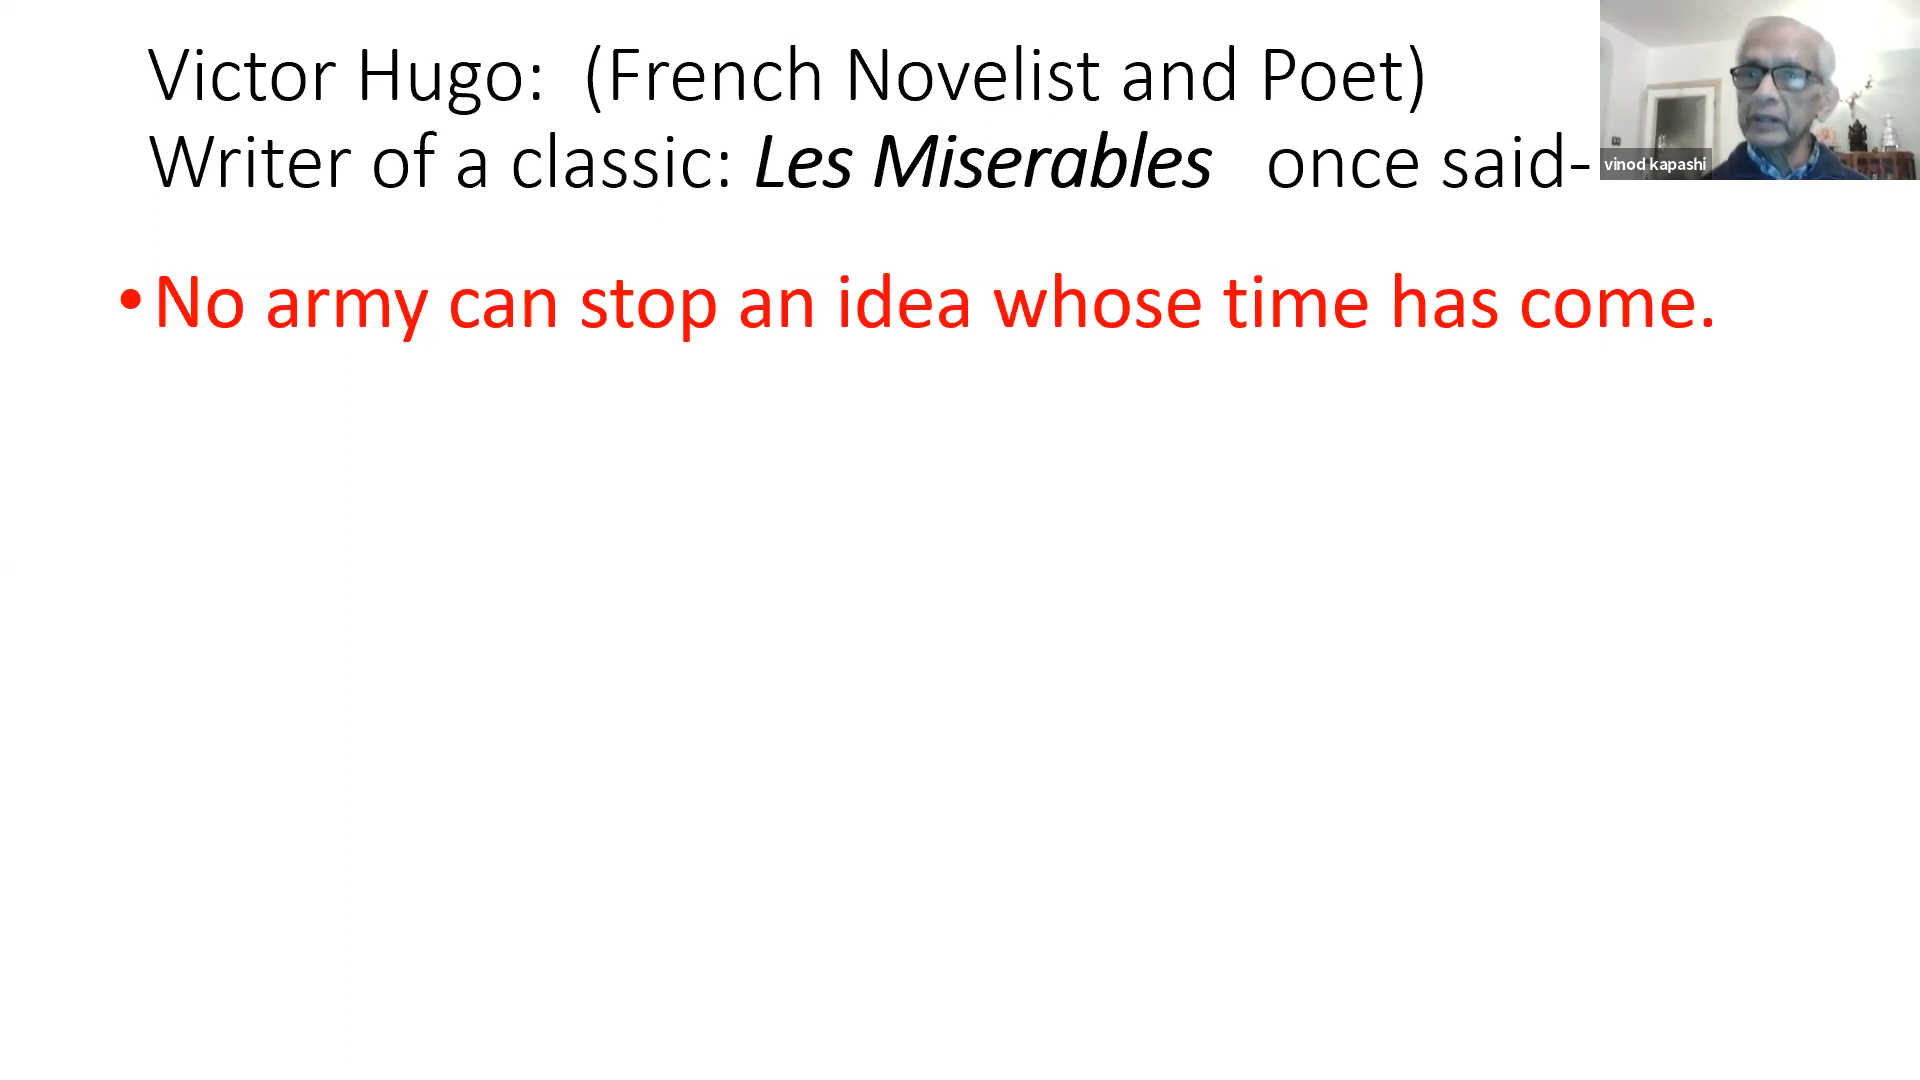 Victor Hugo: (French Novelist and Poet)
Writer of a classic: Les Miserables once said-
vinod kapashi
•No army can stop an idea whose time has come.